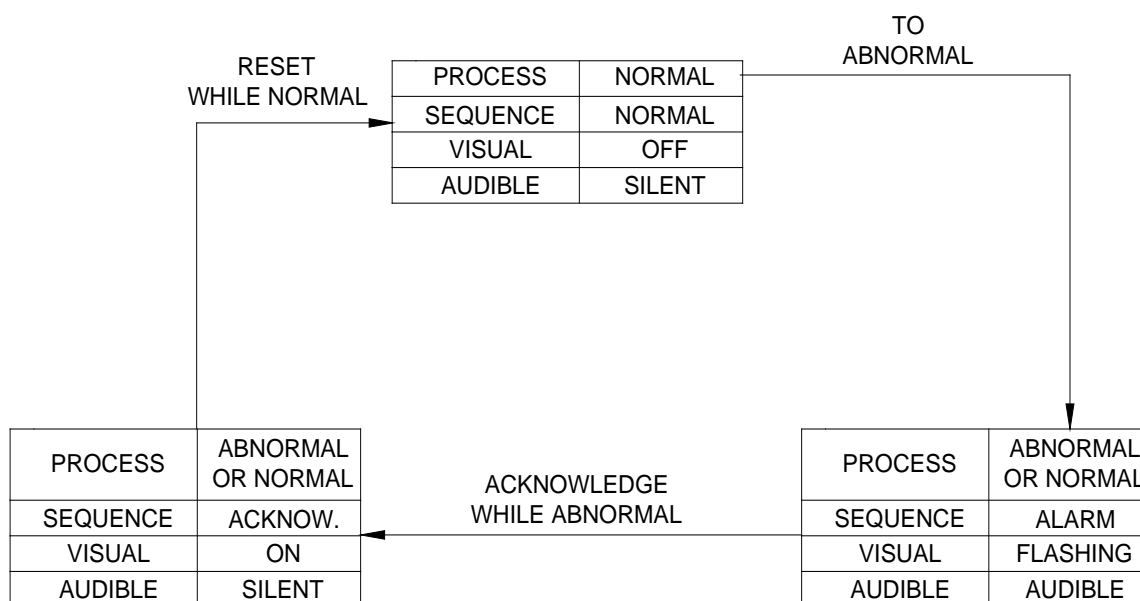 TO
ABNORMAL
RESET
WHILE NORMAL
PROCESS NORMAL
SEQUENCE NORMAL
VISUAL OFF
AUDIBLE SILENT
PROCESS ABNORMAL
OR NORMAL
SEQUENCE ACKNOW.
VISUAL ON
AUDIBLE SILENT
ACKNOWLEDGE
WHILE ABNORMAL
PROCESS ABNORMAL
OR NORMAL
SEQUENCE ALARM
VISUAL FLASHING
AUDIBLE AUDIBLE